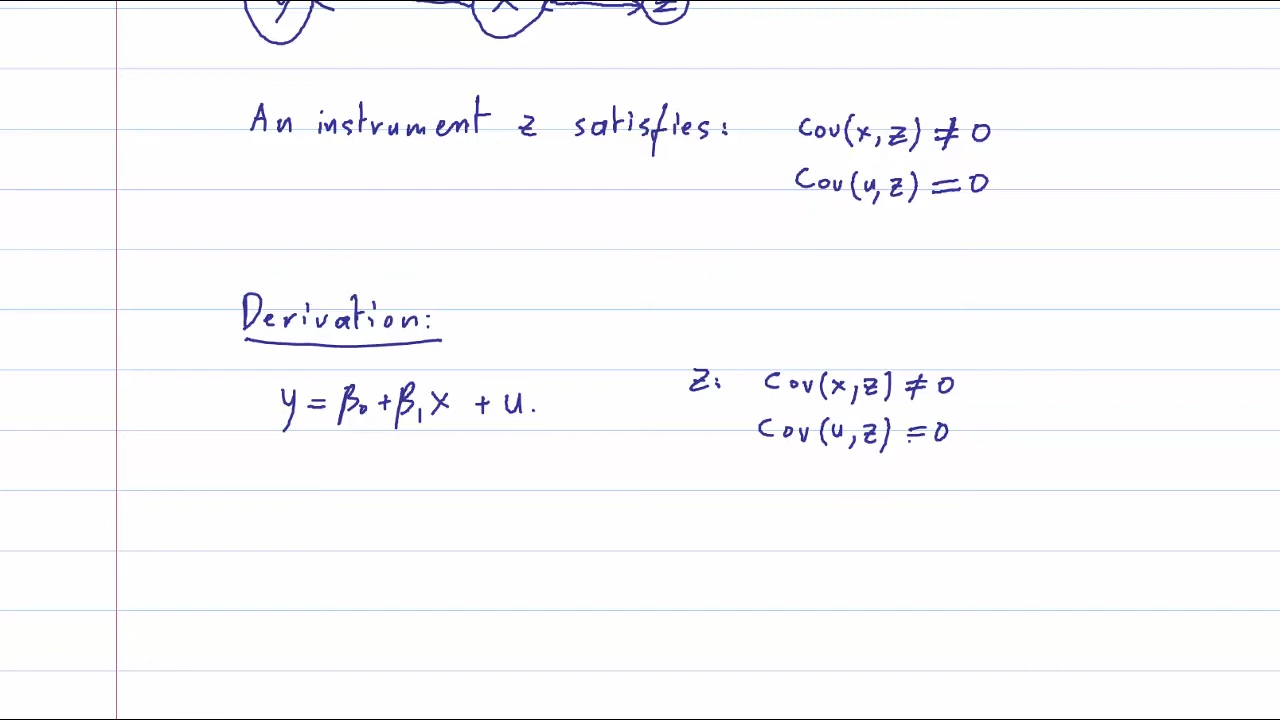 y x z
An instrument z satisfies: Cov(x, z) ≠ 0
Cov(u, z) = 0
Derivation:
y = β₀ + β₁x + u. z: Cov(x, z) ≠ 0
Cov(u, z) = 0